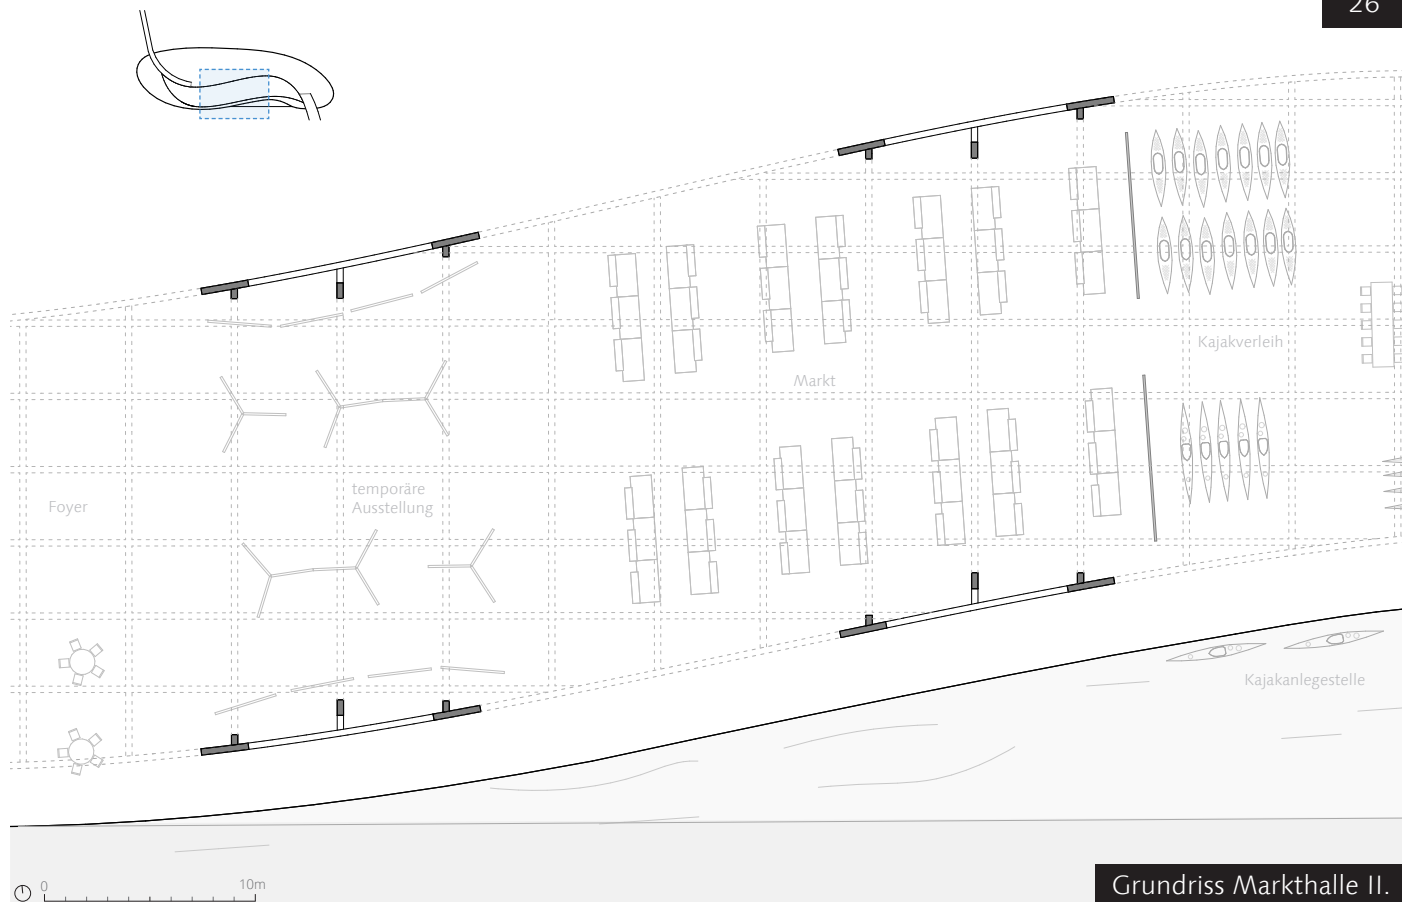 26
Kajakverleih
Markt
temporäre
Ausstellung
Foyer
Kajakanlegestelle
0 10m
Grundriss Markthalle II.